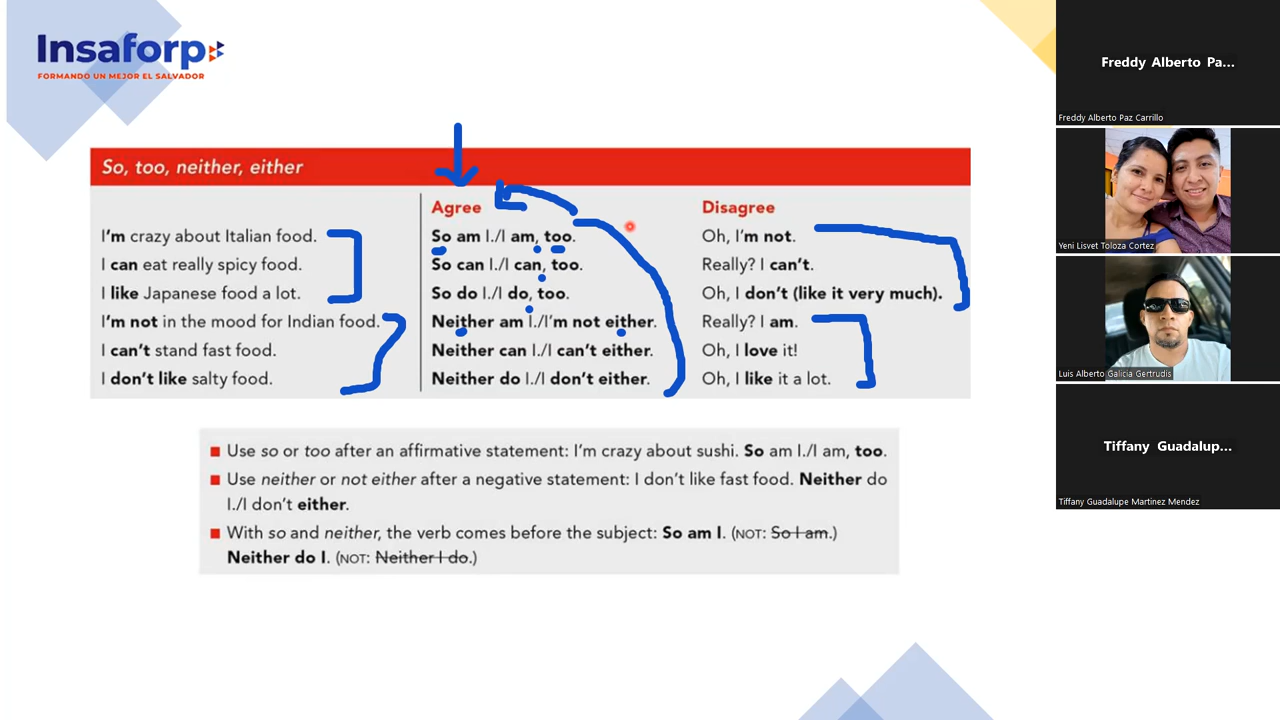 Insaforp
FORMANDO UN MEJOR EL SALVADOR
So, too, neither, either
Agree Disagree
I'm crazy about Italian food. So am I./I am, too. Oh, I'm not.
I can eat really spicy food. So can I./I can, too. Really? I can't.
I like Japanese food a lot. So do I./I do, too. Oh, I don't (like it very much).
I'm not in the mood for Indian food. Neither am I./I'm not either. Really? I am.
I can't stand fast food. Neither can I./I can't either. Oh, I love it!
I don't like salty food. Neither do I./I don't either. Oh, I like it a lot.
■ Use so or too after an affirmative statement: I'm crazy about sushi. So am I./I am, too.
■ Use neither or not either after a negative statement: I don't like fast food. Neither do
I./I don't either.
■ With so and neither, the verb comes before the subject: So am I. (NOT: So I am.)
Neither do I. (NOT: Neither I do.)
Freddy Alberto Pa...
Freddy Alberto Paz Carrillo
Yeni Lisvet Toloza Cortez
Luis Alberto Galicia Gertrudis
Tiffany Guadalup...
Tiffany Guadalupe Martinez Mendez